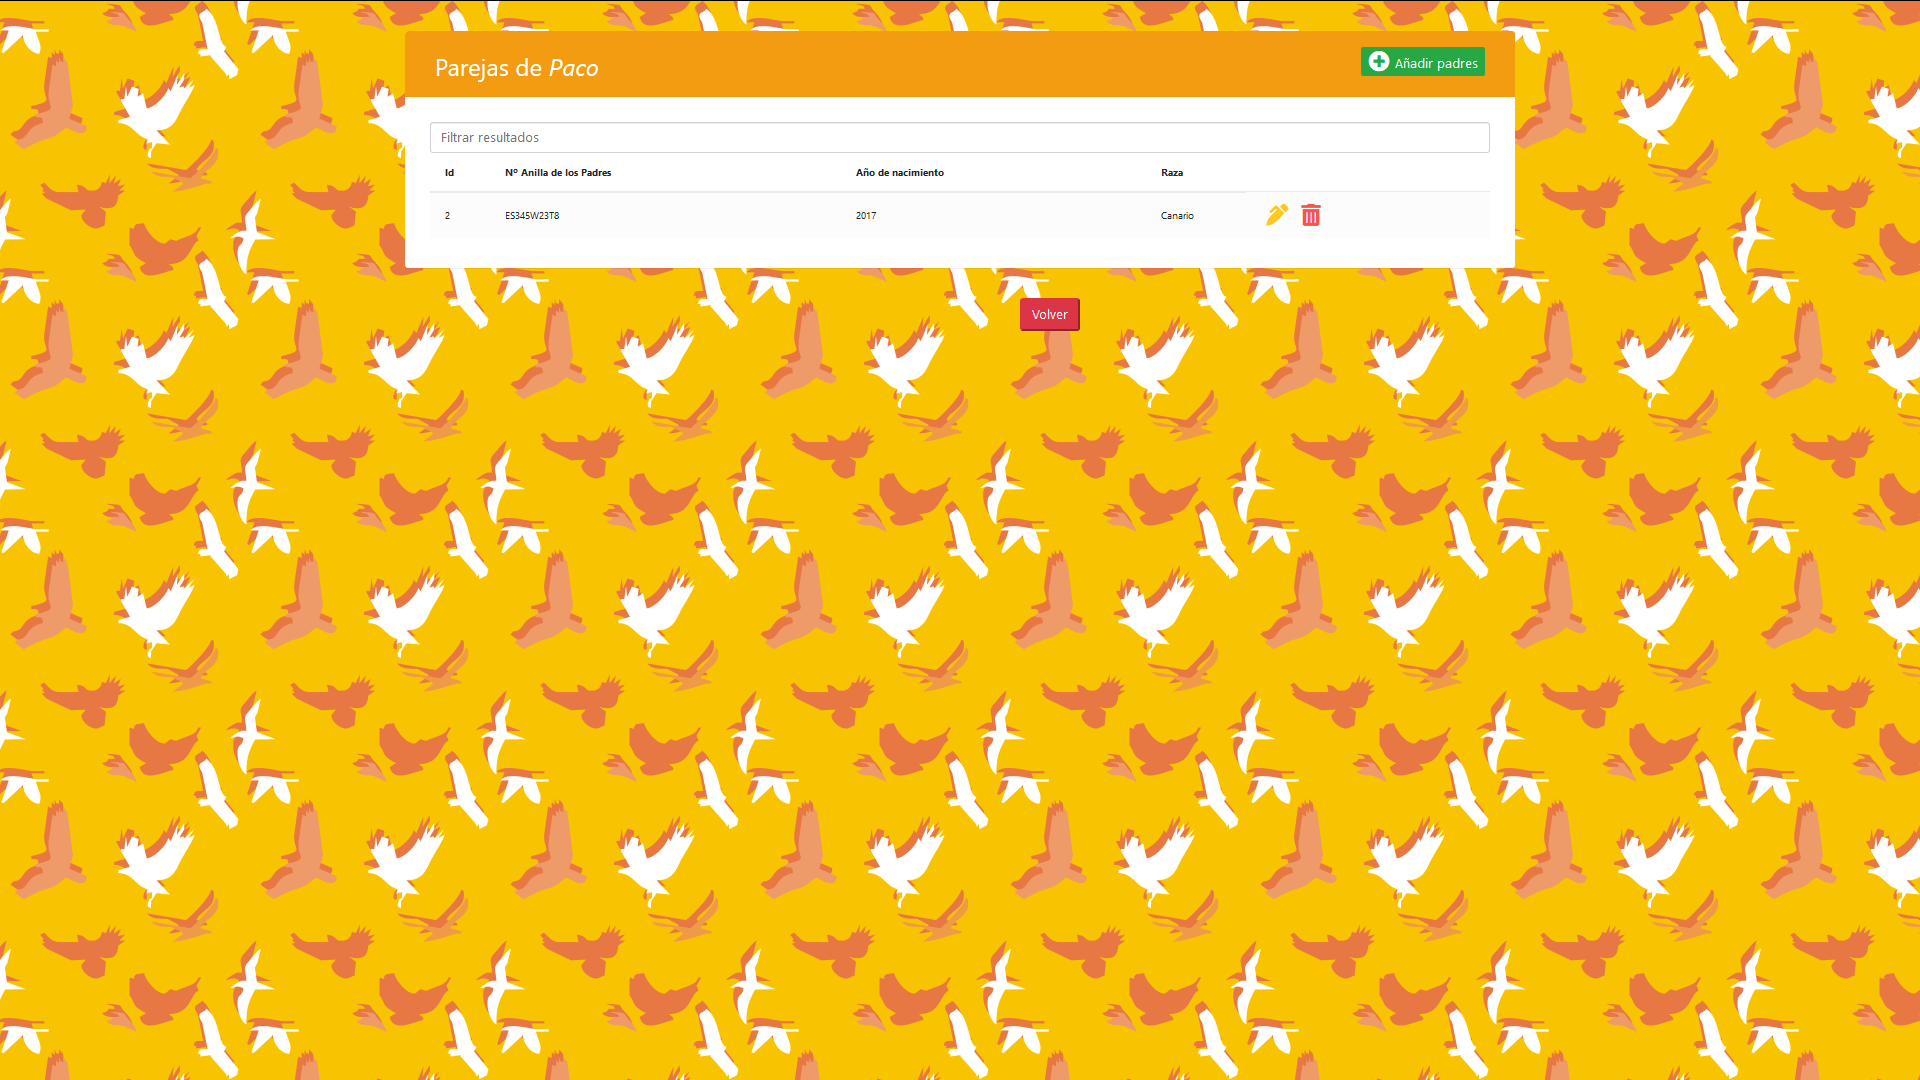 Parejas de Paco
Añadir padres
Filtrar resultados
Id Nº Anilla de los Padres Año de nacimiento Raza
2 ES345W23T8 2017 Canario
Volver